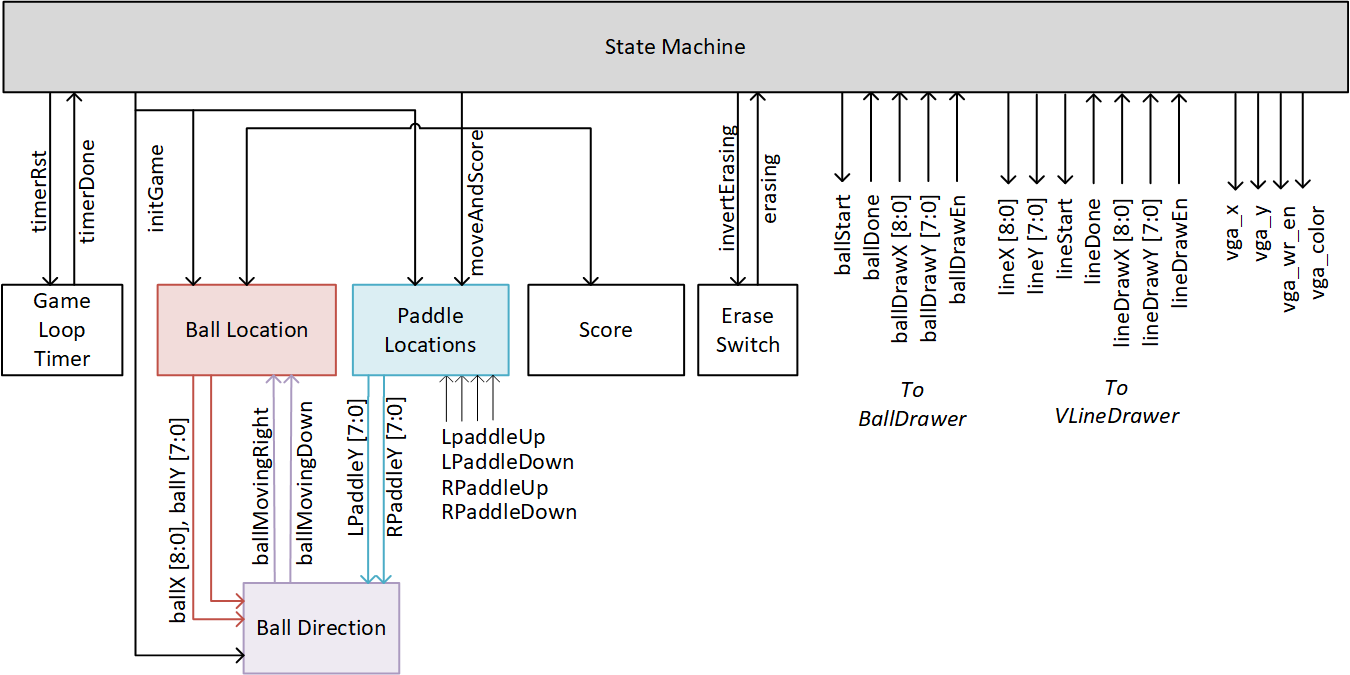 State Machine
timerRst
timerDone
initGame
moveAndScore
invertErasing
erasing
ballStart
ballDone
ballDrawX [8:0]
ballDrawY [7:0]
ballDrawEn
lineX [8:0]
lineY [7:0]
lineStart
lineDone
lineDrawX [8:0]
lineDrawY [7:0]
lineDrawEn
vga_x
vga_y
vga_wr_en
vga_color
Game
Loop
Timer
Ball Location
Paddle
Locations
Score
Erase
Switch
To
BallDrawer
To
VLineDrawer
ballX [8:0], ballY [7:0]
ballMovingRight
ballMovingDown
LPaddleY [7:0]
RPaddleY [7:0]
LpaddleUp
LPaddleDown
RPaddleUp
RPaddleDown
Ball Direction